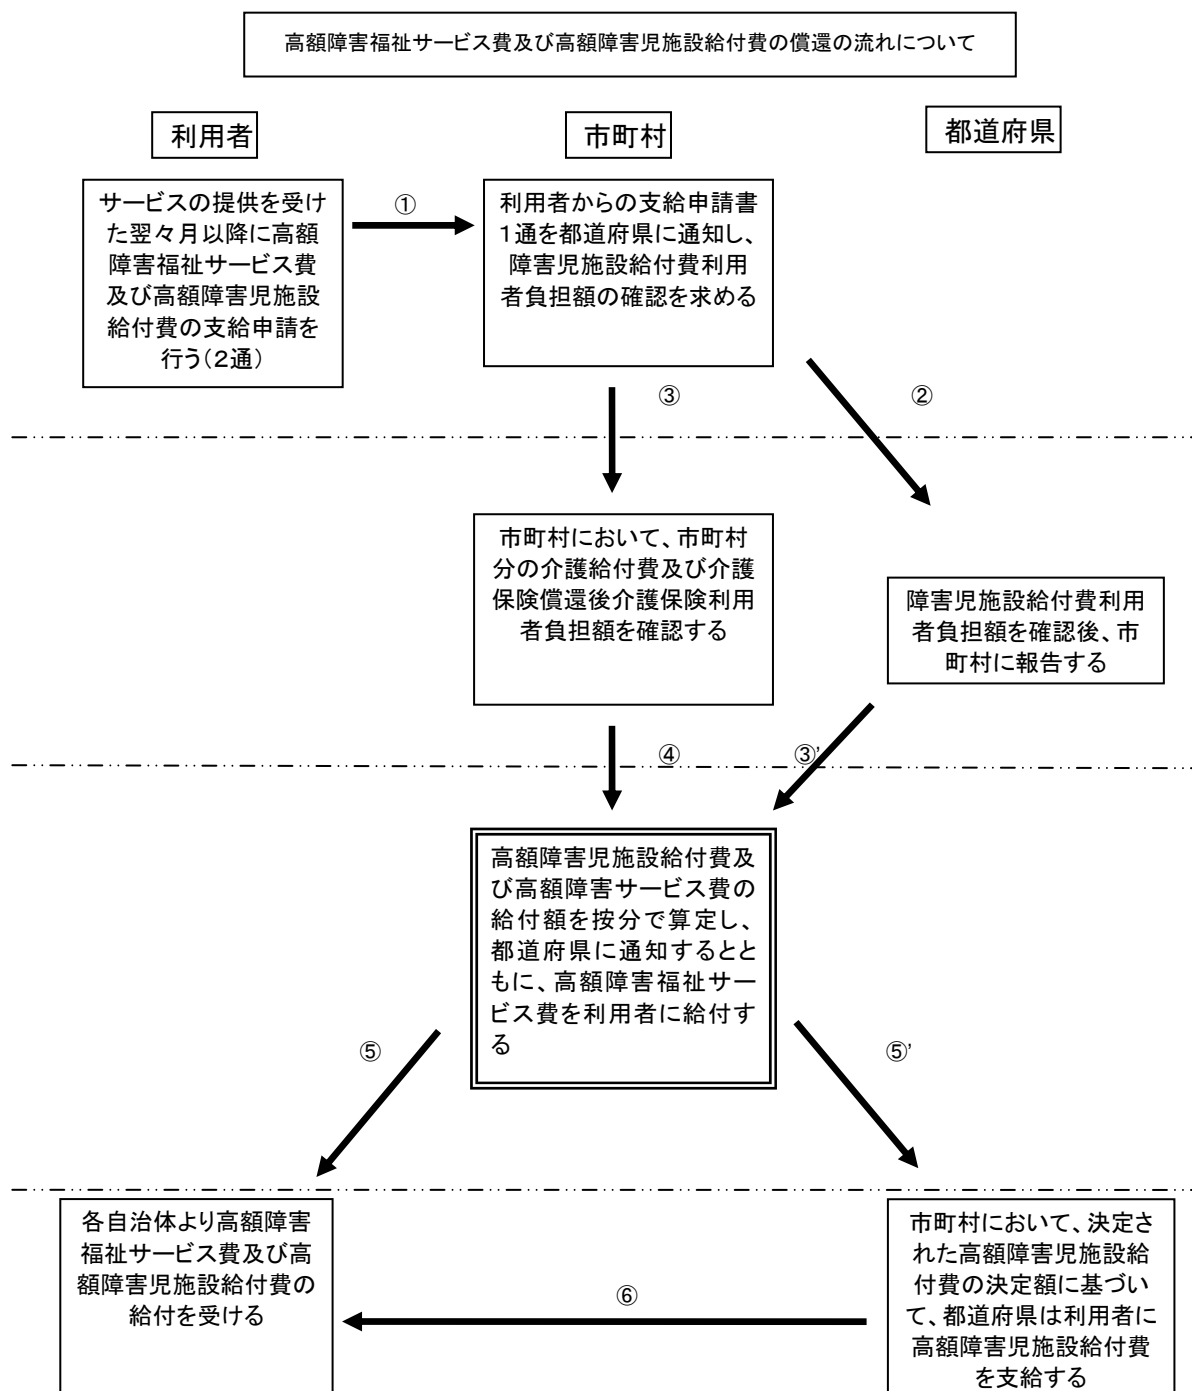 高額障害福祉サービス費及び高額障害児施設給付費の償還の流れについて
利用者
市町村
都道府県
サービスの提供を受け
た翌々月以降に高額
障害福祉サービス費
及び高額障害児施設
給付費の支給申請を
行う（２通）
①
利用者からの支給申請書
１通を都道府県に通知し、
障害児施設給付費利用
者負担額の確認を求める
③
②
市町村において、市町村
分の介護給付費及び介護
保険償還後介護保険利用
者負担額を確認する
障害児施設給付費利用
者負担額を確認後、市
町村に報告する
④
③’
高額障害児施設給付費及
び高額障害サービス費の
給付額を按分で算定し、
都道府県に通知するとと
もに、高額障害福祉サー
ビス費を利用者に給付す
る
⑤
⑤’
各自治体より高額障害
福祉サービス費及び高
額障害児施設給付費の
給付を受ける
⑥
市町村において、決定さ
れた高額障害児施設給
付費の決定額に基づい
て、都道府県は利用者に
高額障害児施設給付費
を支給する